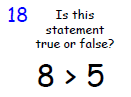 18 Is this
statement
true or false?
8 > 5